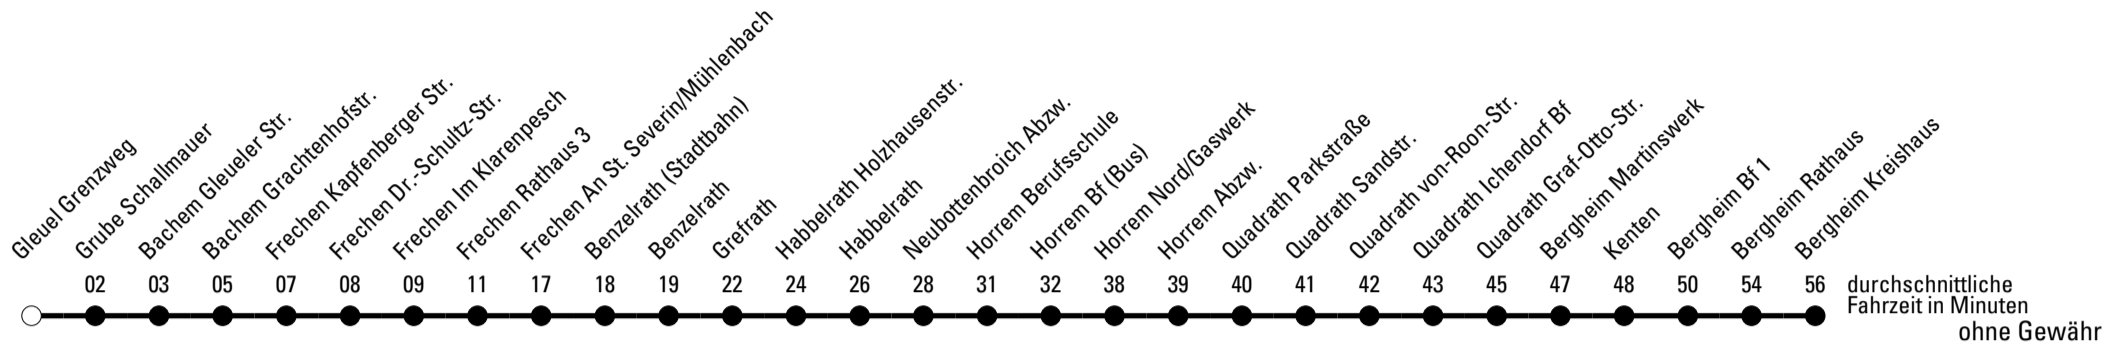 Gleuel Grenzweg
Grube Schallmauer
Bachem Gleueler Str.
Bachem Grachtenhofstr.
Frechen Kapfenberger Str.
Frechen Dr.-Schultz-Str.
Frechen Im Klarenpesch
Frechen Rathaus 3
Frechen An St. Severin/Mühlenbach
Benzelrath (Stadtbahn)
Benzelrath
Grefrath
Habbelrath Holzhausenstr.
Habbelrath
Neubottenbroich Abzw.
Horrem Berufsschule
Horrem Bf (Bus)
Horrem Nord/Gaswerk
Horrem Abzw.
Quadrath Parkstraße
Quadrath Sandstr.
Quadrath von-Roon-Str.
Quadrath Ichendorf Bf
Quadrath Graf-Otto-Str.
Bergheim Martinswerk
Kenten
Bergheim Bf 1
Bergheim Rathaus
Bergheim Kreishaus
02 03 05 07 08 09 11 17 18 19 22 24 26 28 31 32 38 39 40 41 42 43 45 47 48 50 54 56
durchschnittliche
Fahrzeit in Minuten
ohne Gewähr